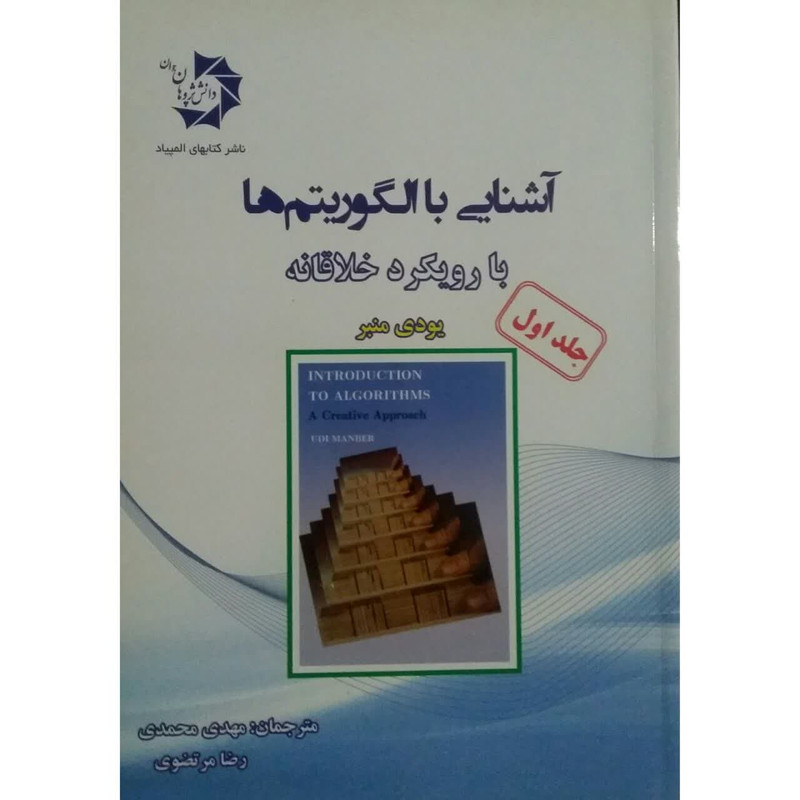 دانش پژوهان جوان
ناشر کتابهای المپیاد
آشنایی با الگوریتم‌ها
با رویکرد خلاقانه
یودی منبر
جلد اول
INTRODUCTION
TO ALGORITHMS
A Creative Approach
UDI MANBER
مترجمان: مهدی محمدی
رضا مرتضوی